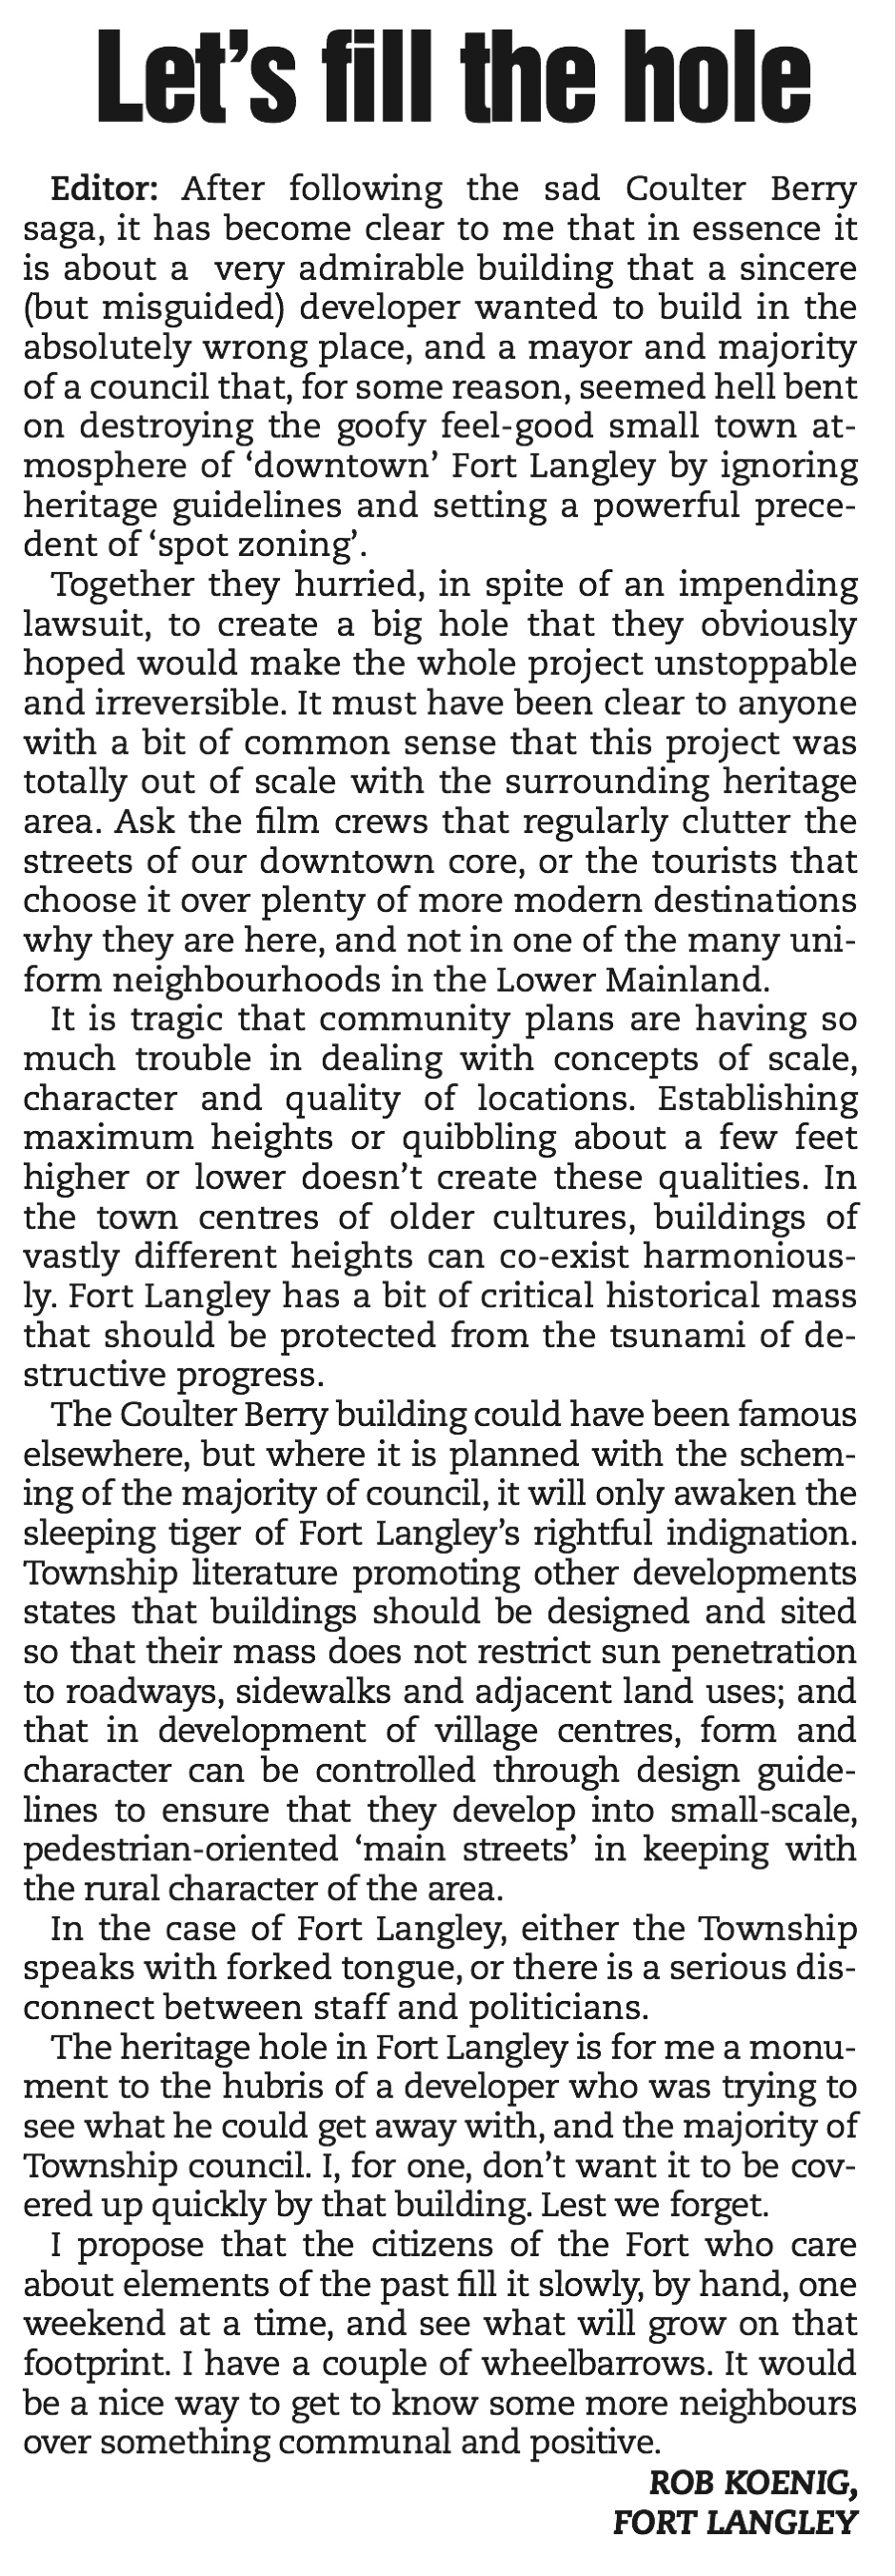 Let's fill the hole
Editor: After following the sad Coulter Berry
saga, it has become clear to me that in essence it
is about a very admirable building that a sincere
(but misguided) developer wanted to build in the
absolutely wrong place, and a mayor and majority
of a council that, for some reason, seemed hell bent
on destroying the goofy feel-good small town at-
mosphere of ‘downtown’ Fort Langley by ignoring
heritage guidelines and setting a powerful prece-
dent of ‘spot zoning’.
Together they hurried, in spite of an impending
lawsuit, to create a big hole that they obviously
hoped would make the whole project unstoppable
and irreversible. It must have been clear to anyone
with a bit of common sense that this project was
totally out of scale with the surrounding heritage
area. Ask the film crews that regularly clutter the
streets of our downtown core, or the tourists that
choose it over plenty of more modern destinations
why they are here, and not in one of the many uni-
form neighbourhoods in the Lower Mainland.
It is tragic that community plans are having so
much trouble in dealing with concepts of scale,
character and quality of locations. Establishing
maximum heights or quibbling about a few feet
higher or lower doesn’t create these qualities. In
the town centres of older cultures, buildings of
vastly different heights can co-exist harmonious-
ly. Fort Langley has a bit of critical historical mass
that should be protected from the tsunami of de-
structive progress.
The Coulter Berry building could have been famous
elsewhere, but where it is planned with the schem-
ing of the majority of council, it will only awaken the
sleeping tiger of Fort Langley’s rightful indignation.
Township literature promoting other developments
states that buildings should be designed and sited
so that their mass does not restrict sun penetration
to roadways, sidewalks and adjacent land uses; and
that in development of village centres, form and
character can be controlled through design guide-
lines to ensure that they develop into small-scale,
pedestrian-oriented ‘main streets’ in keeping with
the rural character of the area.
In the case of Fort Langley, either the Township
speaks with forked tongue, or there is a serious dis-
connect between staff and politicians.
The heritage hole in Fort Langley is for me a monu-
ment to the hubris of a developer who was trying to
see what he could get away with, and the majority of
Township council. I, for one, don’t want it to be cov-
ered up quickly by that building. Lest we forget.
I propose that the citizens of the Fort who care
about elements of the past fill it slowly, by hand, one
weekend at a time, and see what will grow on that
footprint. I have a couple of wheelbarrows. It would
be a nice way to get to know some more neighbours
over something communal and positive.
ROB KOENIG,
FORT LANGLEY